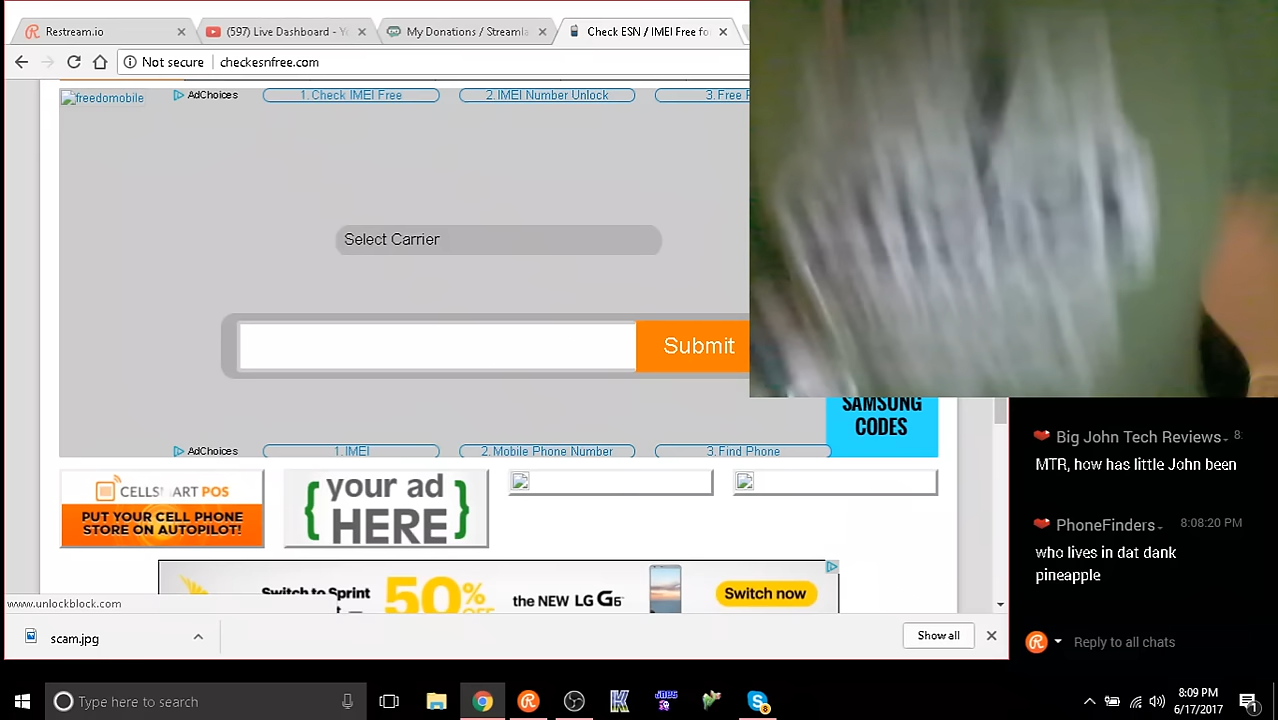 Restream.io
(597) Live Dashboard - Y
My Donations / Streamla
Check ESN / IMEI Free fo
Not secure
checkesnfree.com
freedomobile
AdChoices
1. Check IMEI Free
2. IMEI Number Unlock
3. Free
Select Carrier
Submit
SAMSUNG
CODES
AdChoices
1. IMEI
2. Mobile Phone Number
3. Find Phone
CELLSMART POS
PUT YOUR CELL PHONE
STORE ON AUTOPILOT!
your ad
HERE
Switch to Sprint
50%
OFF
the NEW LG G6
Switch now
www.unlockblock.com
scam.jpg
Show all
Big John Tech Reviews
8:
MTR, how has little John been
PhoneFinders
8:08:20 PM
who lives in dat dank
pineapple
Reply to all chats
Type here to search
8:09 PM
6/17/2017